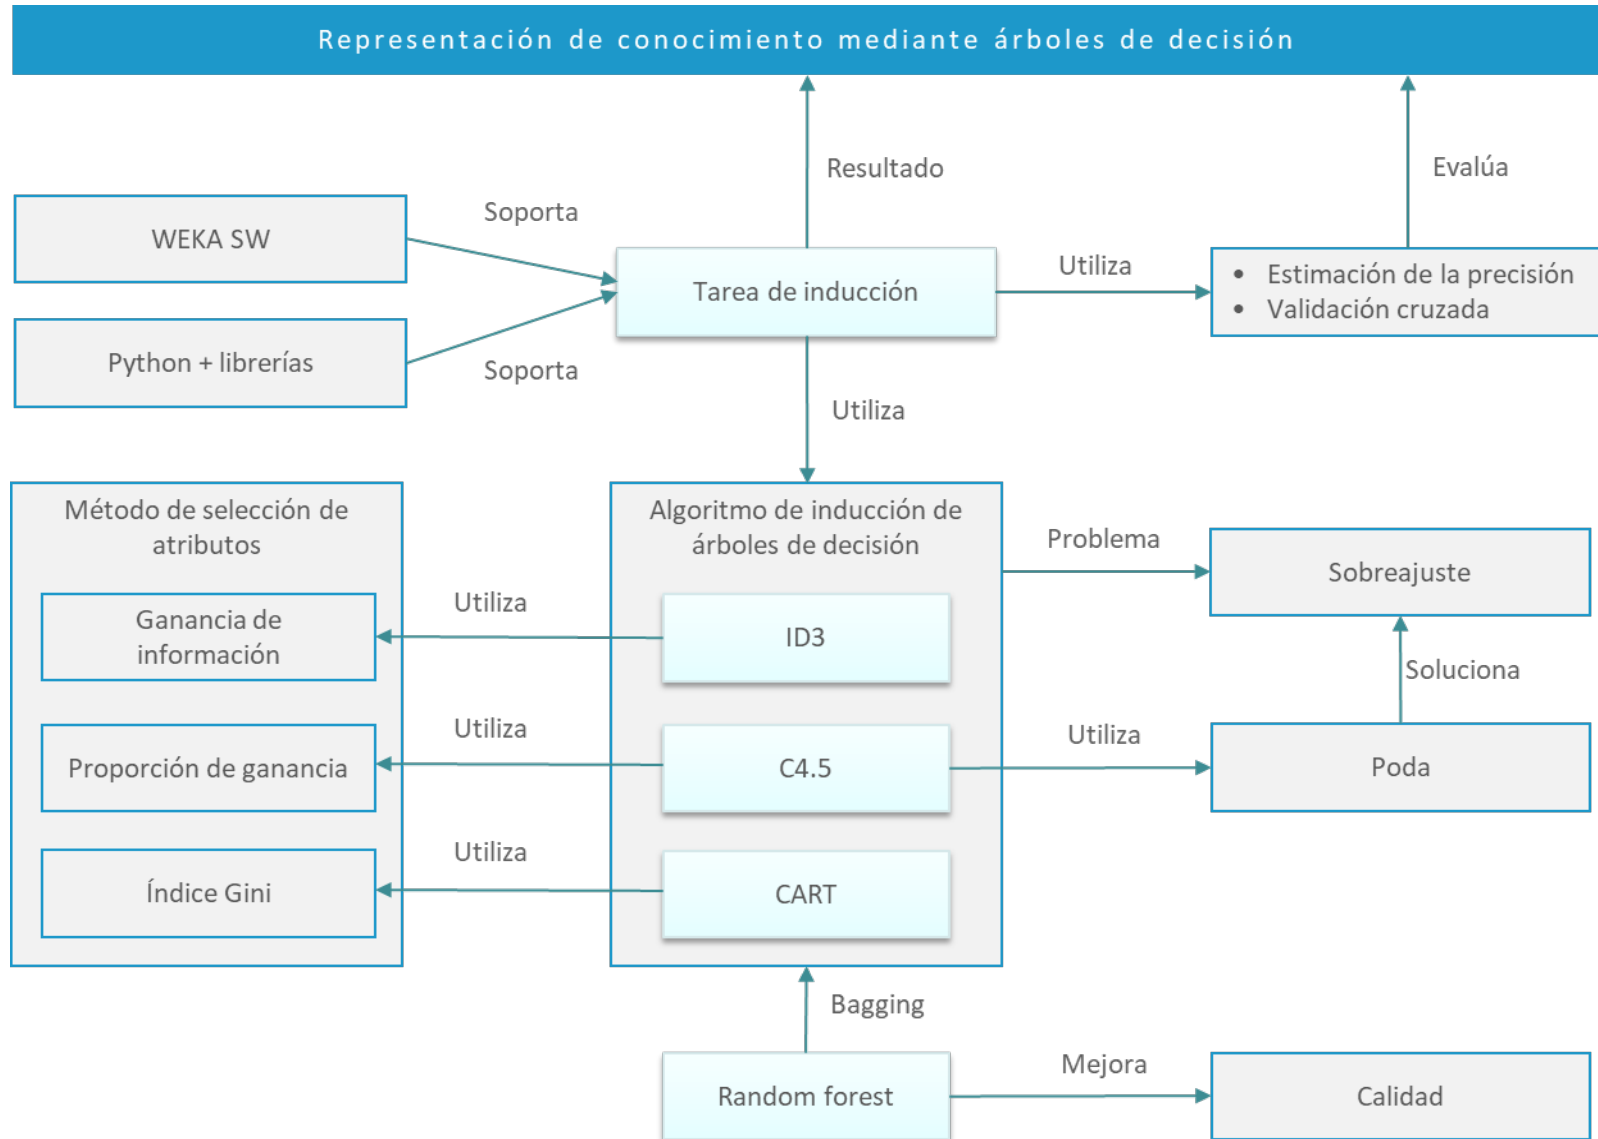 Representación de conocimiento mediante árboles de decisión
Resultado
Evalúa
WEKA SW
Soporta
Tarea de inducción
Utiliza
• Estimación de la precisión
• Validación cruzada
Python + librerías
Soporta
Utiliza
Método de selección de
atributos
Algoritmo de inducción de
árboles de decisión
Problema
Sobreajuste
Ganancia de
información
Utiliza
ID3
Soluciona
Proporción de ganancia
Utiliza
C4.5
Utiliza
Poda
Índice Gini
Utiliza
CART
Bagging
Random forest
Mejora
Calidad